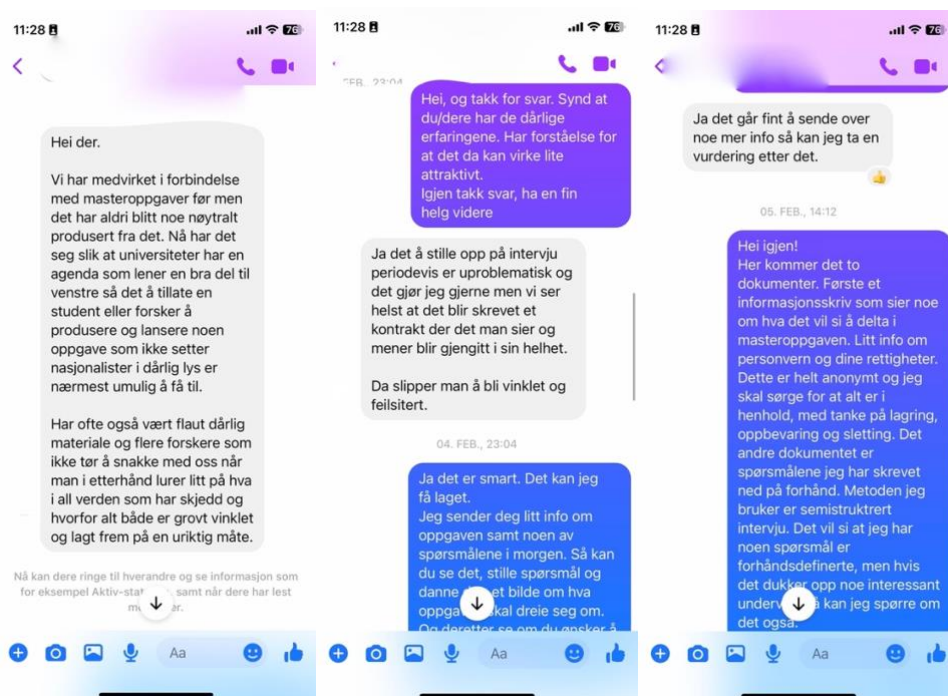 11:28
76
Hei der.
Vi har medvirket i forbindelse
med masteroppgaver før men
det har aldri blitt noe nøytralt
produsert fra det. Nå har det
seg slik at universiteter har en
agenda som lener en bra del til
venstre så det å tillate en
student eller forsker å
produsere og lansere noen
oppgave som ikke setter
nasjonalister i dårlig lys er
nærmest umulig å få til.
Har ofte også vært flaut dårlig
materiale og flere forskere som
ikke tør å snakke med oss når
man i etterhånd lurer litt på hva
i all verden som har skjedd og
hvorfor alt både er grovt vinklet
og lagt frem på en uriktig måte.
Nå kan dere ringe til hverandre og se informasjon som
for eksempel Aktiv-sta samt når dere har lest
Aa
11:28
76
FEB., 23:04
Hei, og takk for svar. Synd at
du/dere har de dårlige
erfaringene. Har forståelse for
at det da kan virke lite
attraktivt.
Igjen takk svar, ha en fin
helg videre
Ja det å stille opp på intervju
periodevis er uproblematisk og
det gjør jeg gjerne men vi ser
helst at det blir skrevet et
kontrakt der det man sier og
mener blir gjengitt i sin helhet.
Da slipper man å bli vinklet og
feilsitert.
04. FEB., 23:04
Ja det er smart. Det kan jeg
få laget.
Jeg sender deg litt info om
oppgaven samt noen av
spørsmålene i morgen. Så kan
du se det, stille spørsmål og
danne et bilde om hva
oppga skal dreie seg om.
Og deretter se om du ønsker å
Aa
11:28
76
Ja det går fint å sende over
noe mer info så kan jeg ta en
vurdering etter det.
05. FEB., 14:12
Hei igjen!
Her kommer det to
dokumenter. Første et
informasjonsskriv som sier noe
om hva det vil si å delta i
masteroppgaven. Litt info om
personvern og dine rettigheter.
Dette er helt anonymt og jeg
skal sørge for at alt er i
henhold, med tanke på lagring,
oppbevaring og sletting. Det
andre dokumentet er
spørsmålene jeg har skrevet
ned på forhånd. Metoden jeg
bruker er semistruktrert
intervju. Det vil si at jeg har
noen spørsmål er
forhåndsdefinerte, men hvis
det dukker opp noe interessant
underv kan jeg spørre om
det også.
Aa